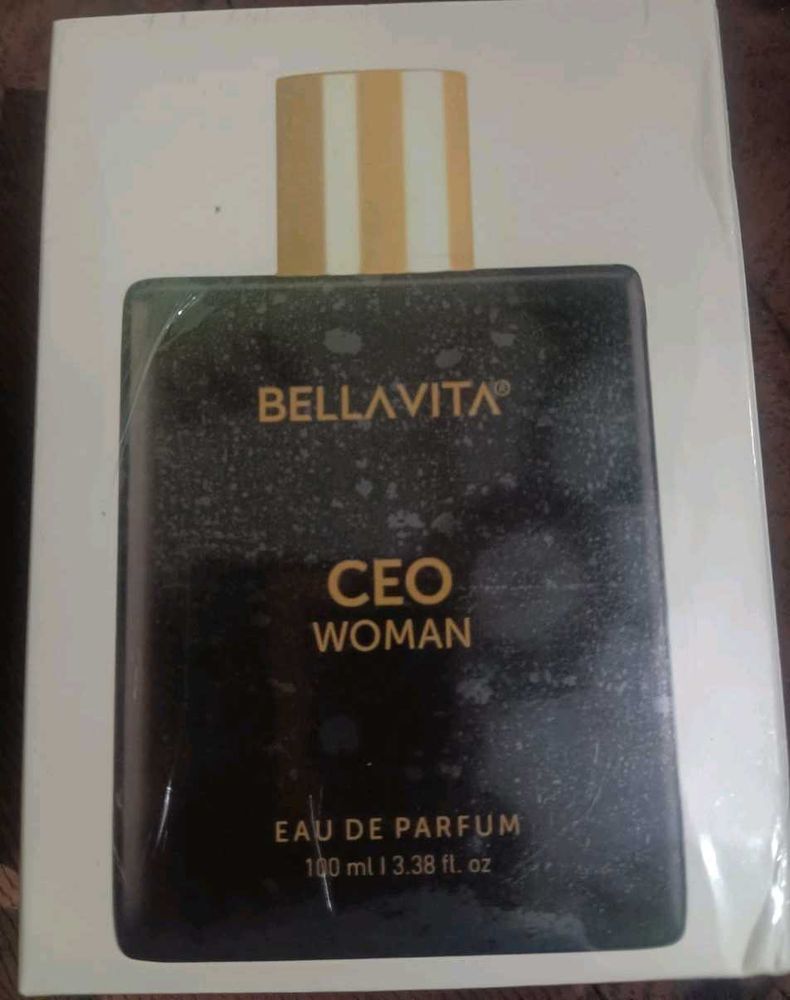 BELLAVITA®
CEO
WOMAN
EAU DE PARFUM
100 ml | 3.38 fl. oz